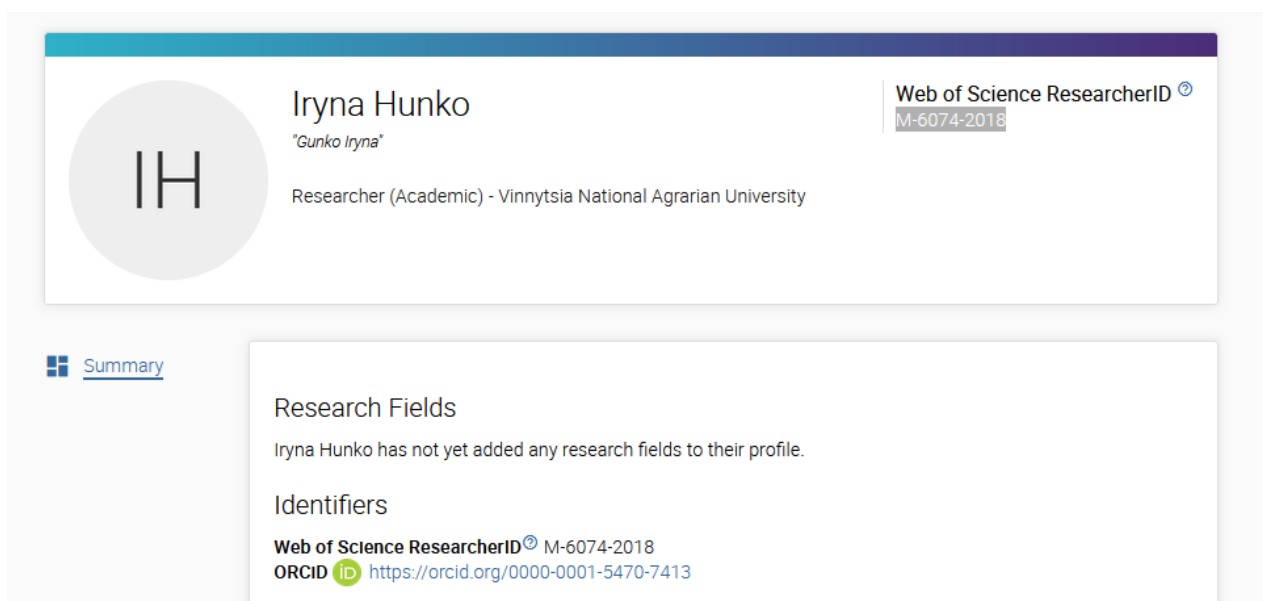 IH
Iryna Hunko
"Gunko Iryna"
Researcher (Academic) - Vinnytsia National Agrarian University
Web of Science ResearcherID ?
M-6074-2018
Summary
Research Fields
Iryna Hunko has not yet added any research fields to their profile.
Identifiers
Web of Science ResearcherID ? M-6074-2018
ORCID iD https://orcid.org/0000-0001-5470-7413